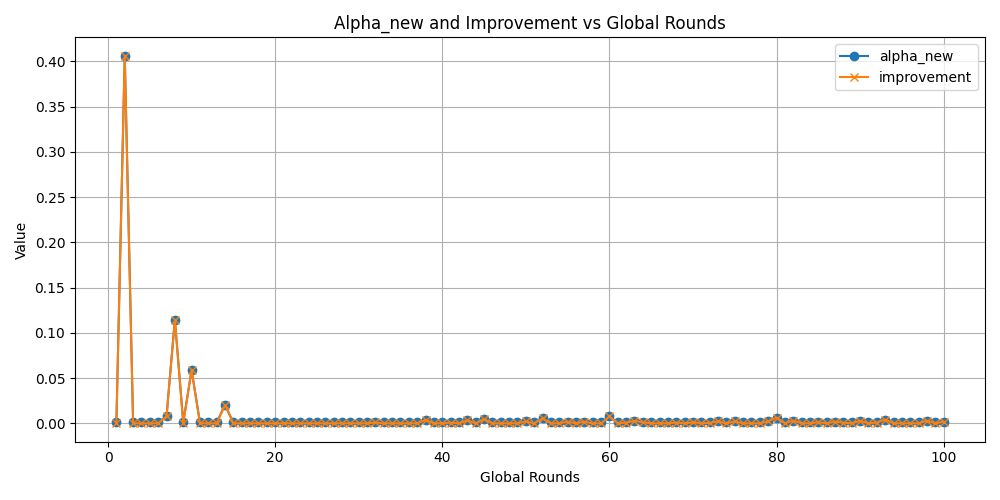 Alpha_new and Improvement vs Global Rounds
alpha_new
improvement
0.40
0.35
0.30
0.25
0.20
0.15
0.10
0.05
0.00
Value
0 20 40 60 80 100
Global Rounds